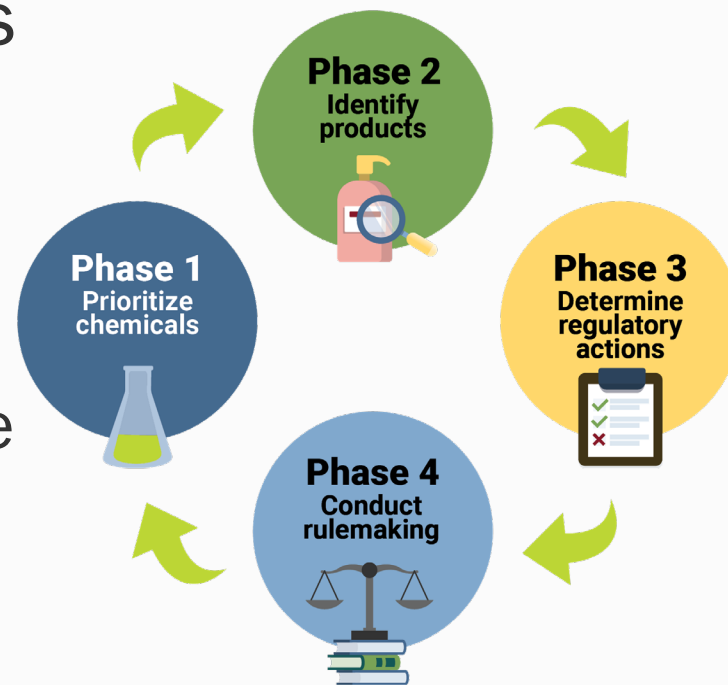 s
Phase 1
Prioritize
chemicals
Phase 2
Identify
products
Phase 3
Determine
regulatory
actions
Phase 4
Conduct
rulemaking
e